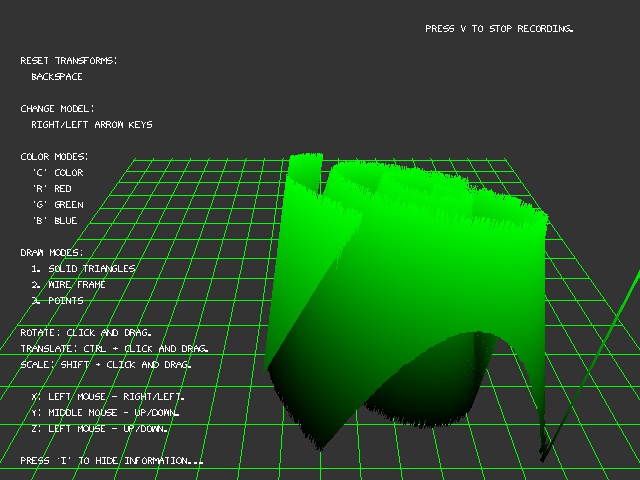 PRESS V TO STOP RECORDING.
RESET TRANSFORMS:
BACKSPACE
CHANGE MODEL:
RIGHT/LEFT ARROW KEYS
COLOR MODES:
'C' COLOR
'R' RED
'G' GREEN
'B' BLUE
DRAW MODES:
1. SOLID TRIANGLES
2. WIRE FRAME
3. POINTS
ROTATE: CLICK AND DRAG.
TRANSLATE: CTRL + CLICK AND DRAG.
SCALE: SHIFT + CLICK AND DRAG.
X: LEFT MOUSE - RIGHT/LEFT.
Y: MIDDLE MOUSE - UP/DOWN.
Z: LEFT MOUSE - UP/DOWN.
PRESS 'I' TO HIDE INFORMATION...